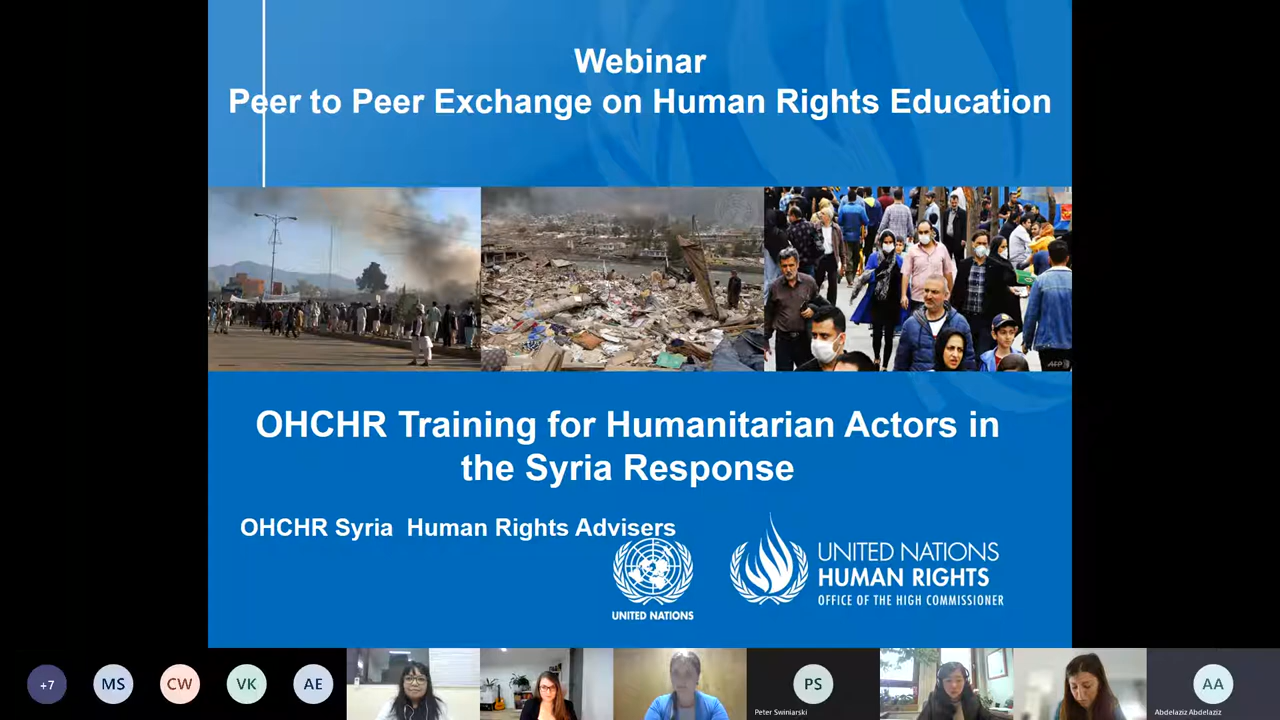 Webinar
Peer to Peer Exchange on Human Rights Education
AFP
OHCHR Training for Humanitarian Actors in
the Syria Response
OHCHR Syria Human Rights Advisers
UNITED NATIONS
UNITED NATIONS
HUMAN RIGHTS
OFFICE OF THE HIGH COMMISSIONER
+7
MS
CW
VK
AE
PS
Peter Swiniarski
AA
Abdelaziz Abdelaziz